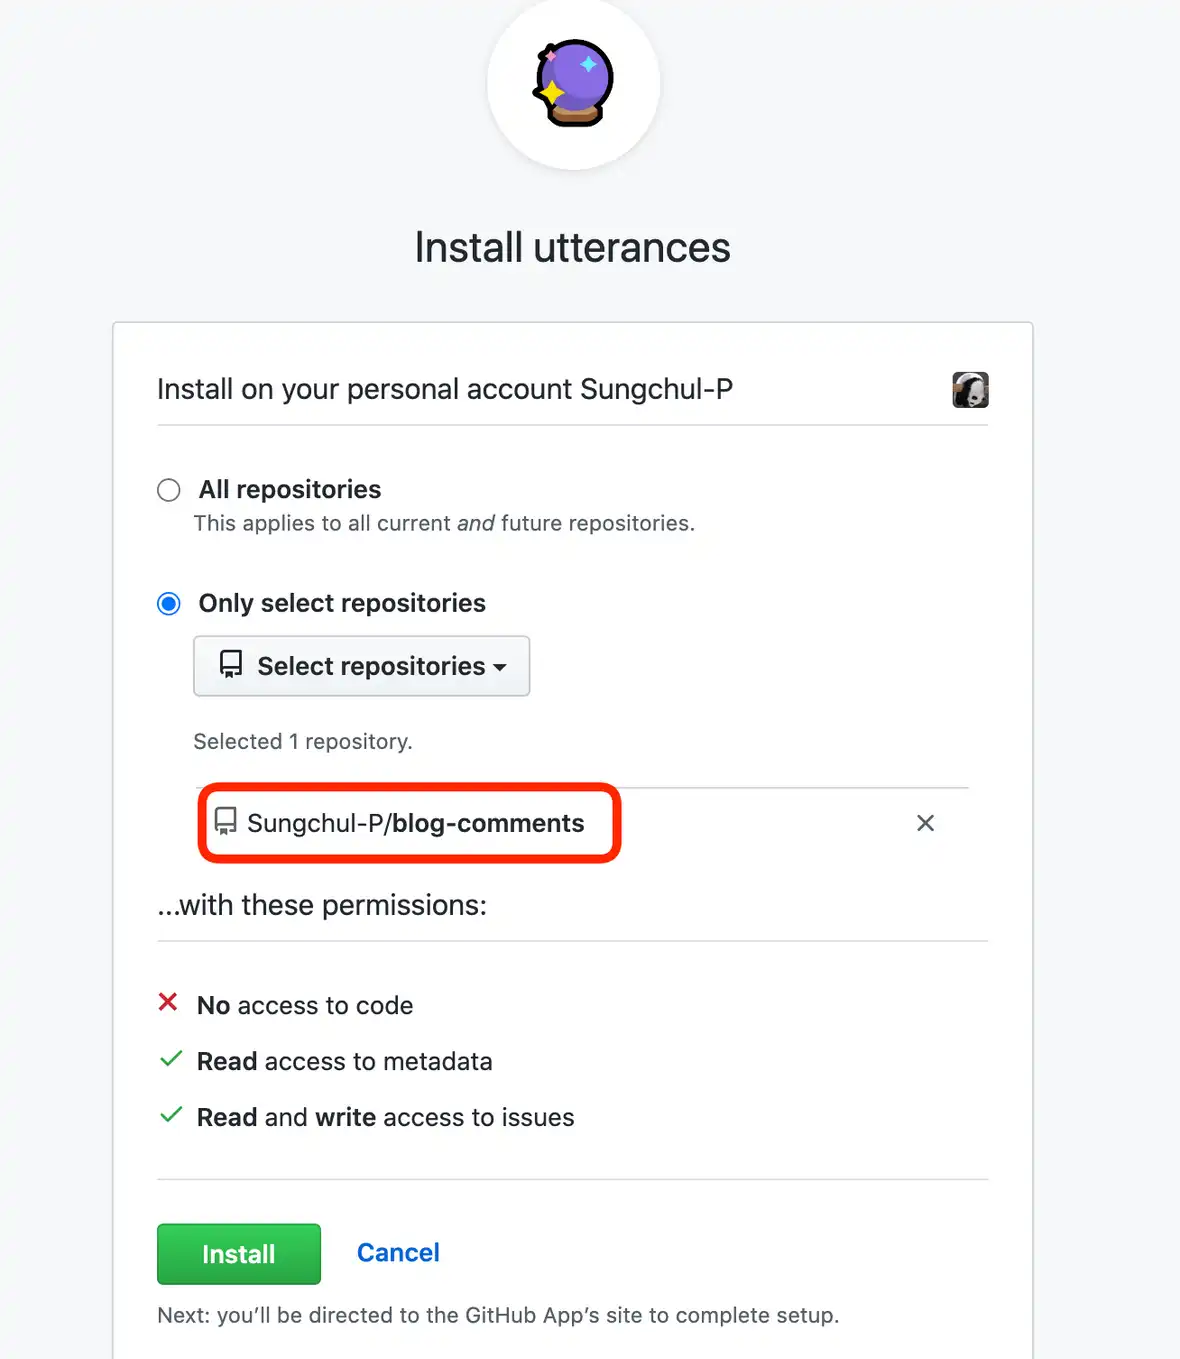 Install utterances
Install on your personal account Sungchul-P
All repositories
This applies to all current and future repositories.
Only select repositories
Select repositories
Selected 1 repository.
Sungchul-P/blog-comments
...with these permissions:
No access to code
Read access to metadata
Read and write access to issues
Install
Cancel
Next: you'll be directed to the GitHub App's site to complete setup.